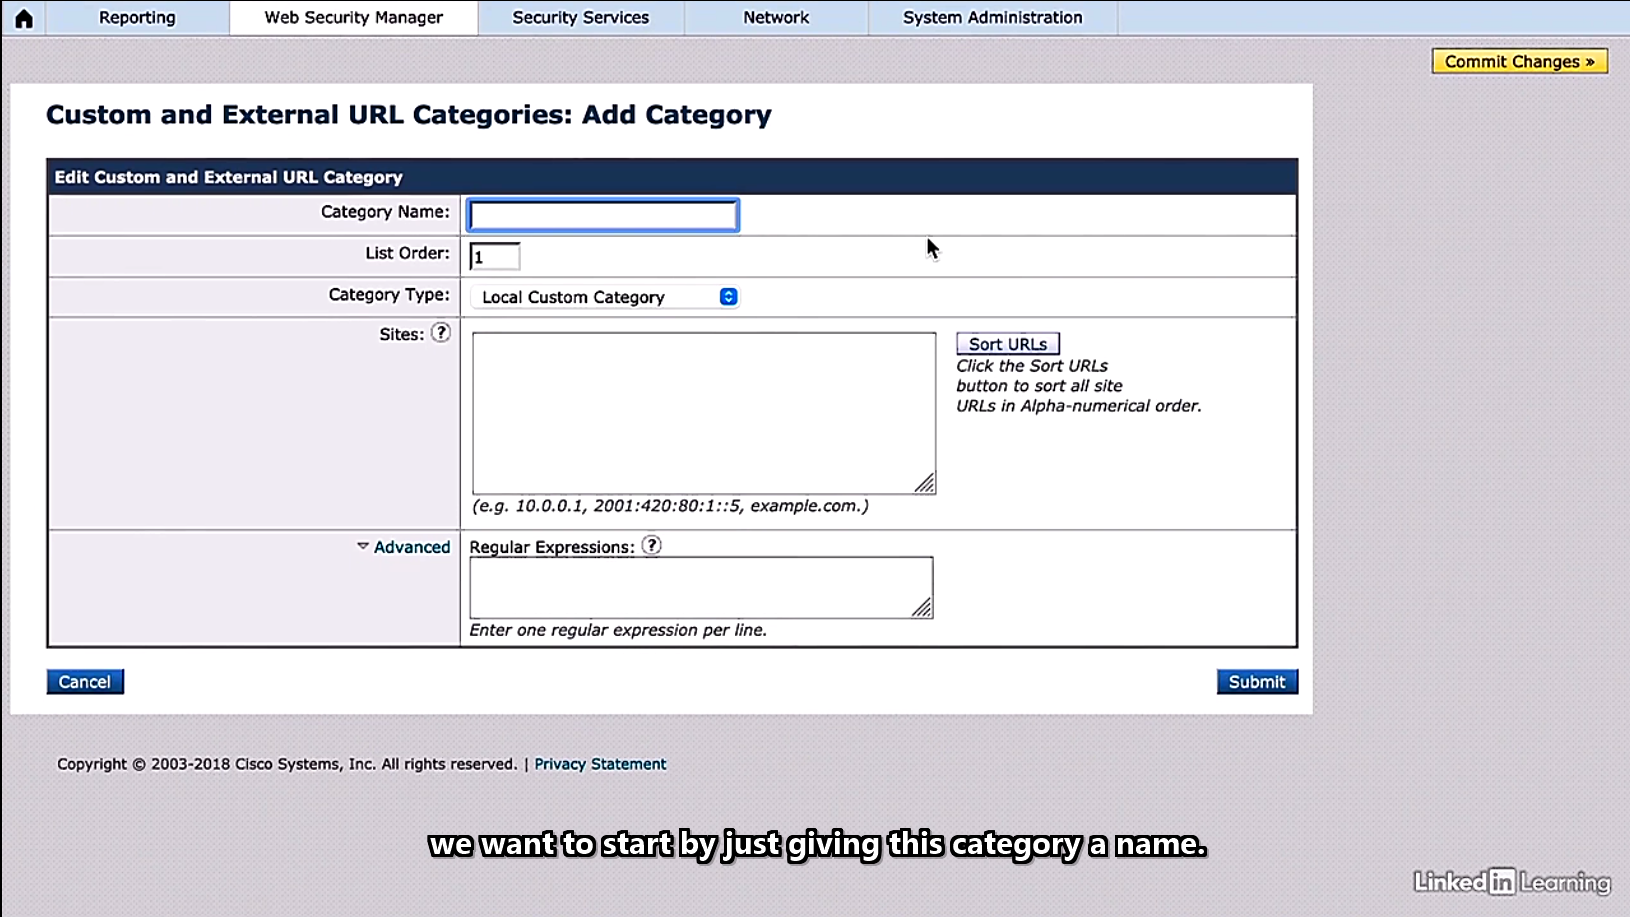 Reporting
Web Security Manager
Security Services
Network
System Administration
Commit Changes »
Custom and External URL Categories: Add Category
Edit Custom and External URL Category
Category Name:
List Order:
1
Category Type:
Local Custom Category
Sites: ?
Sort URLs
Click the Sort URLs
button to sort all site
URLs in Alpha-numerical order.
(e.g. 10.0.0.1, 2001:420:80:1::5, example.com.)
Advanced
Regular Expressions: ?
Enter one regular expression per line.
Cancel
Submit
Copyright © 2003-2018 Cisco Systems, Inc. All rights reserved. | Privacy Statement
we want to start by just giving this category a name.
Linked in Learning